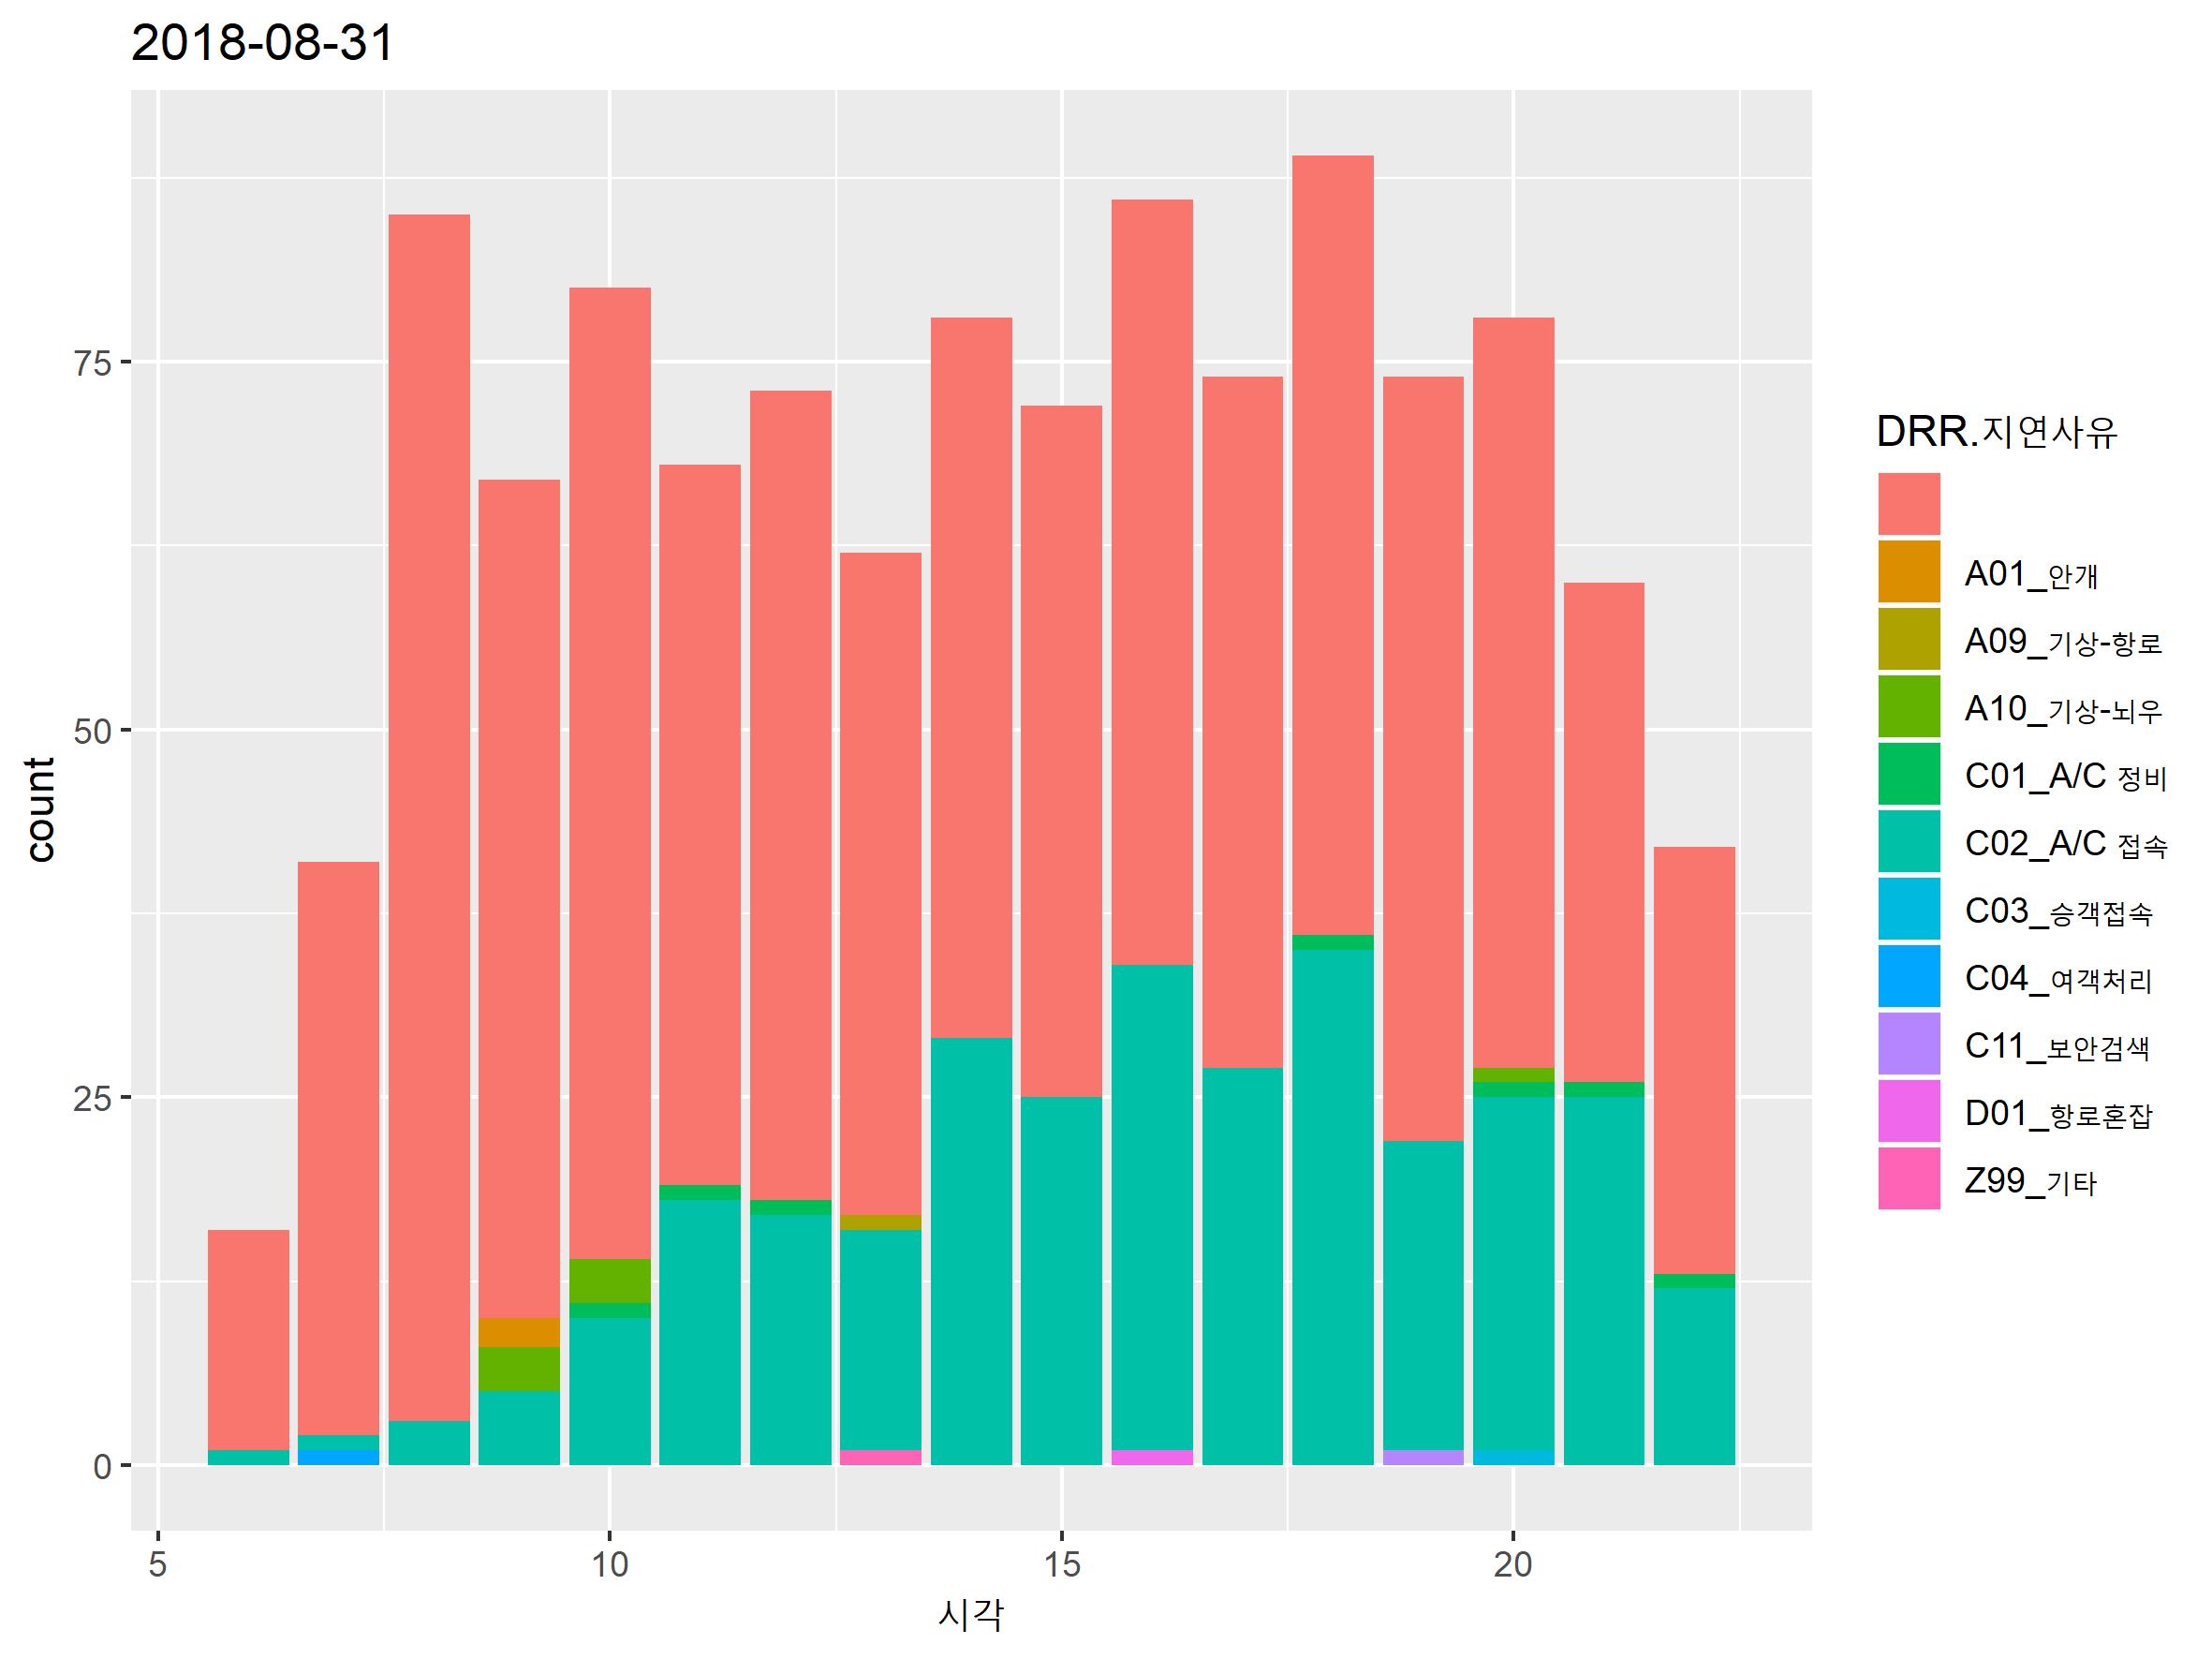 2018-08-31
75
50
25
0
count
5 10 15 20
시각
DRR.지연사유
A01_안개
A09_기상-항로
A10_기상-뇌우
C01_A/C 정비
C02_A/C 접속
C03_승객접속
C04_여객처리
C11_보안검색
D01_항로혼잡
Z99_기타